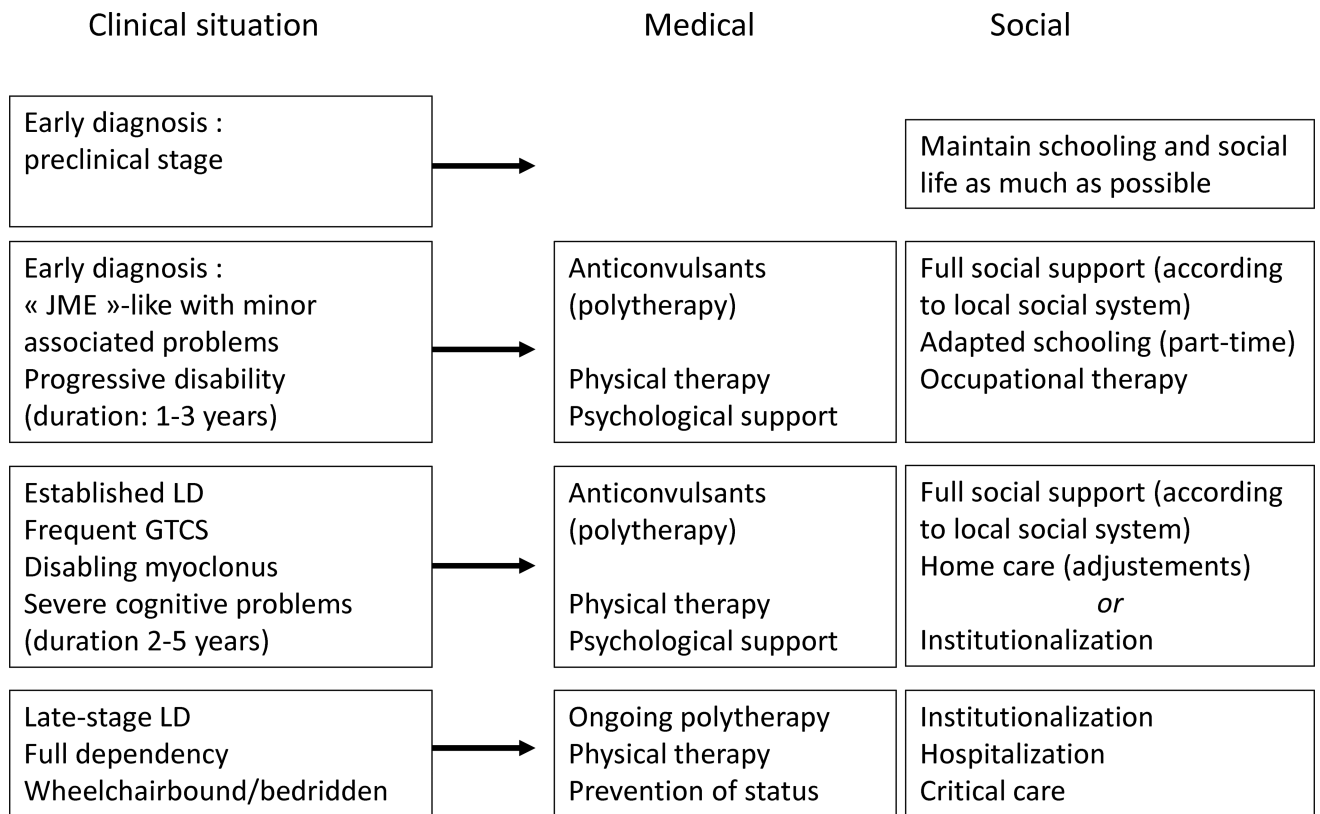 Clinical situation
Medical
Social
Early diagnosis :
preclinical stage
Maintain schooling and social
life as much as possible
Early diagnosis :
« JME »-like with minor
associated problems
Progressive disability
(duration: 1-3 years)
Anticonvulsants
(polytherapy)
Physical therapy
Psychological support
Full social support (according
to local social system)
Adapted schooling (part-time)
Occupational therapy
Established LD
Frequent GTCS
Disabling myoclonus
Severe cognitive problems
(duration 2-5 years)
Anticonvulsants
(polytherapy)
Physical therapy
Psychological support
Full social support (according
to local social system)
Home care (adjustements)
or
Institutionalization
Late-stage LD
Full dependency
Wheelchairbound/bedridden
Ongoing polytherapy
Physical therapy
Prevention of status
Institutionalization
Hospitalization
Critical care